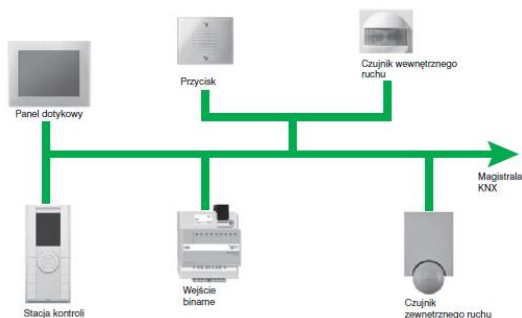 Czujnik wewnętrznego
ruchu
Przycisk
Panel dotykowy
Magistrala
KNX
Wejście
binarne
Stacja kontroli
Czujnik
zewnętrznego ruchu